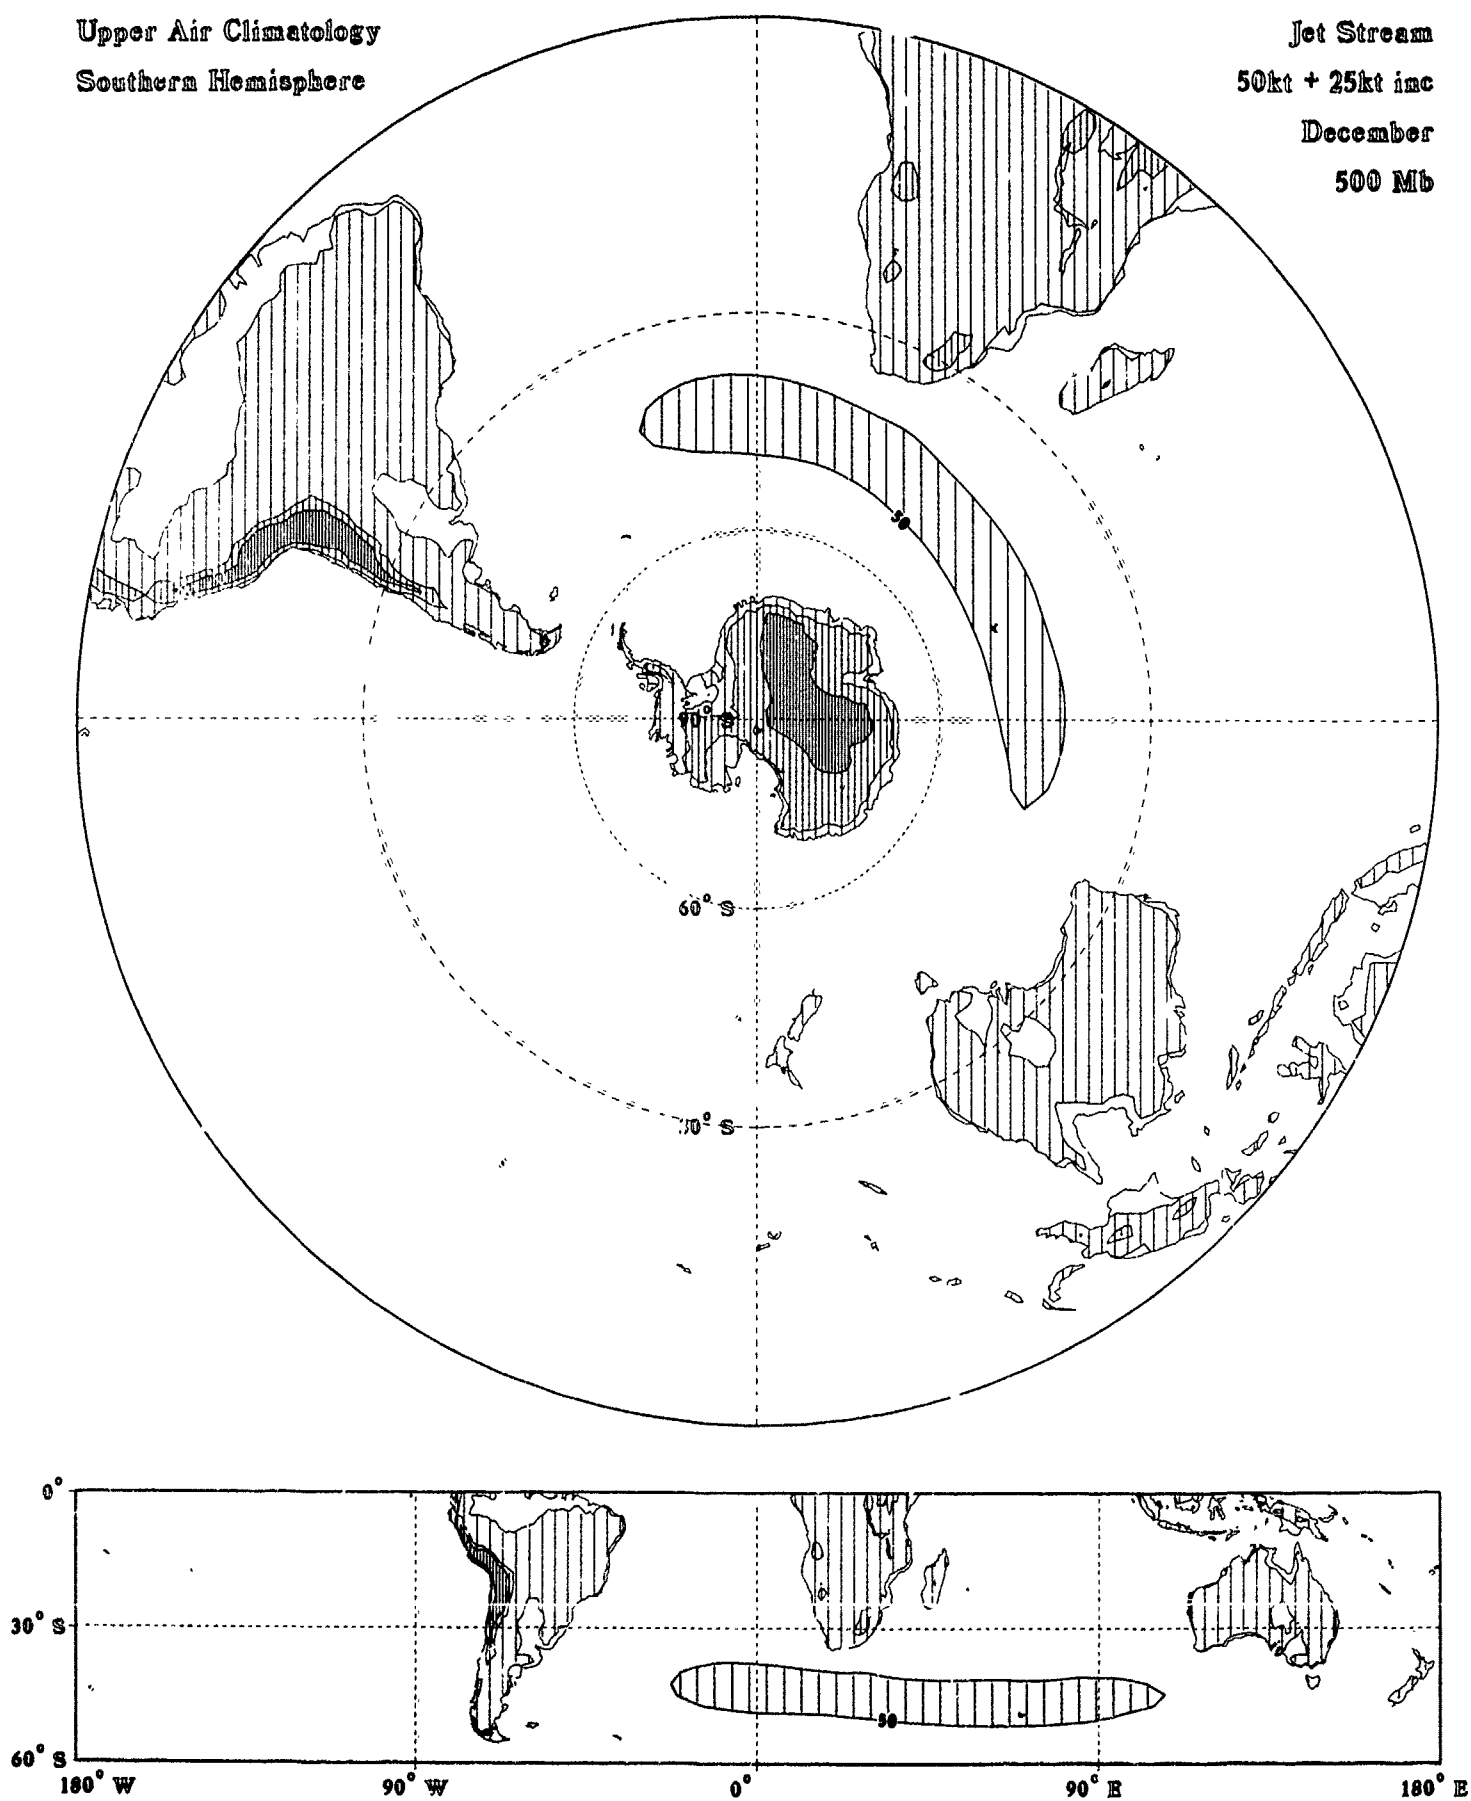 Upper Air Climatology
Southern Hemisphere
Jet Stream
50kt + 25kt inc
December
500 Mb
50
90° S
60° S
30° S
0°
30° S
60° S
50
180° W
90° W
0°
90° E
180° E